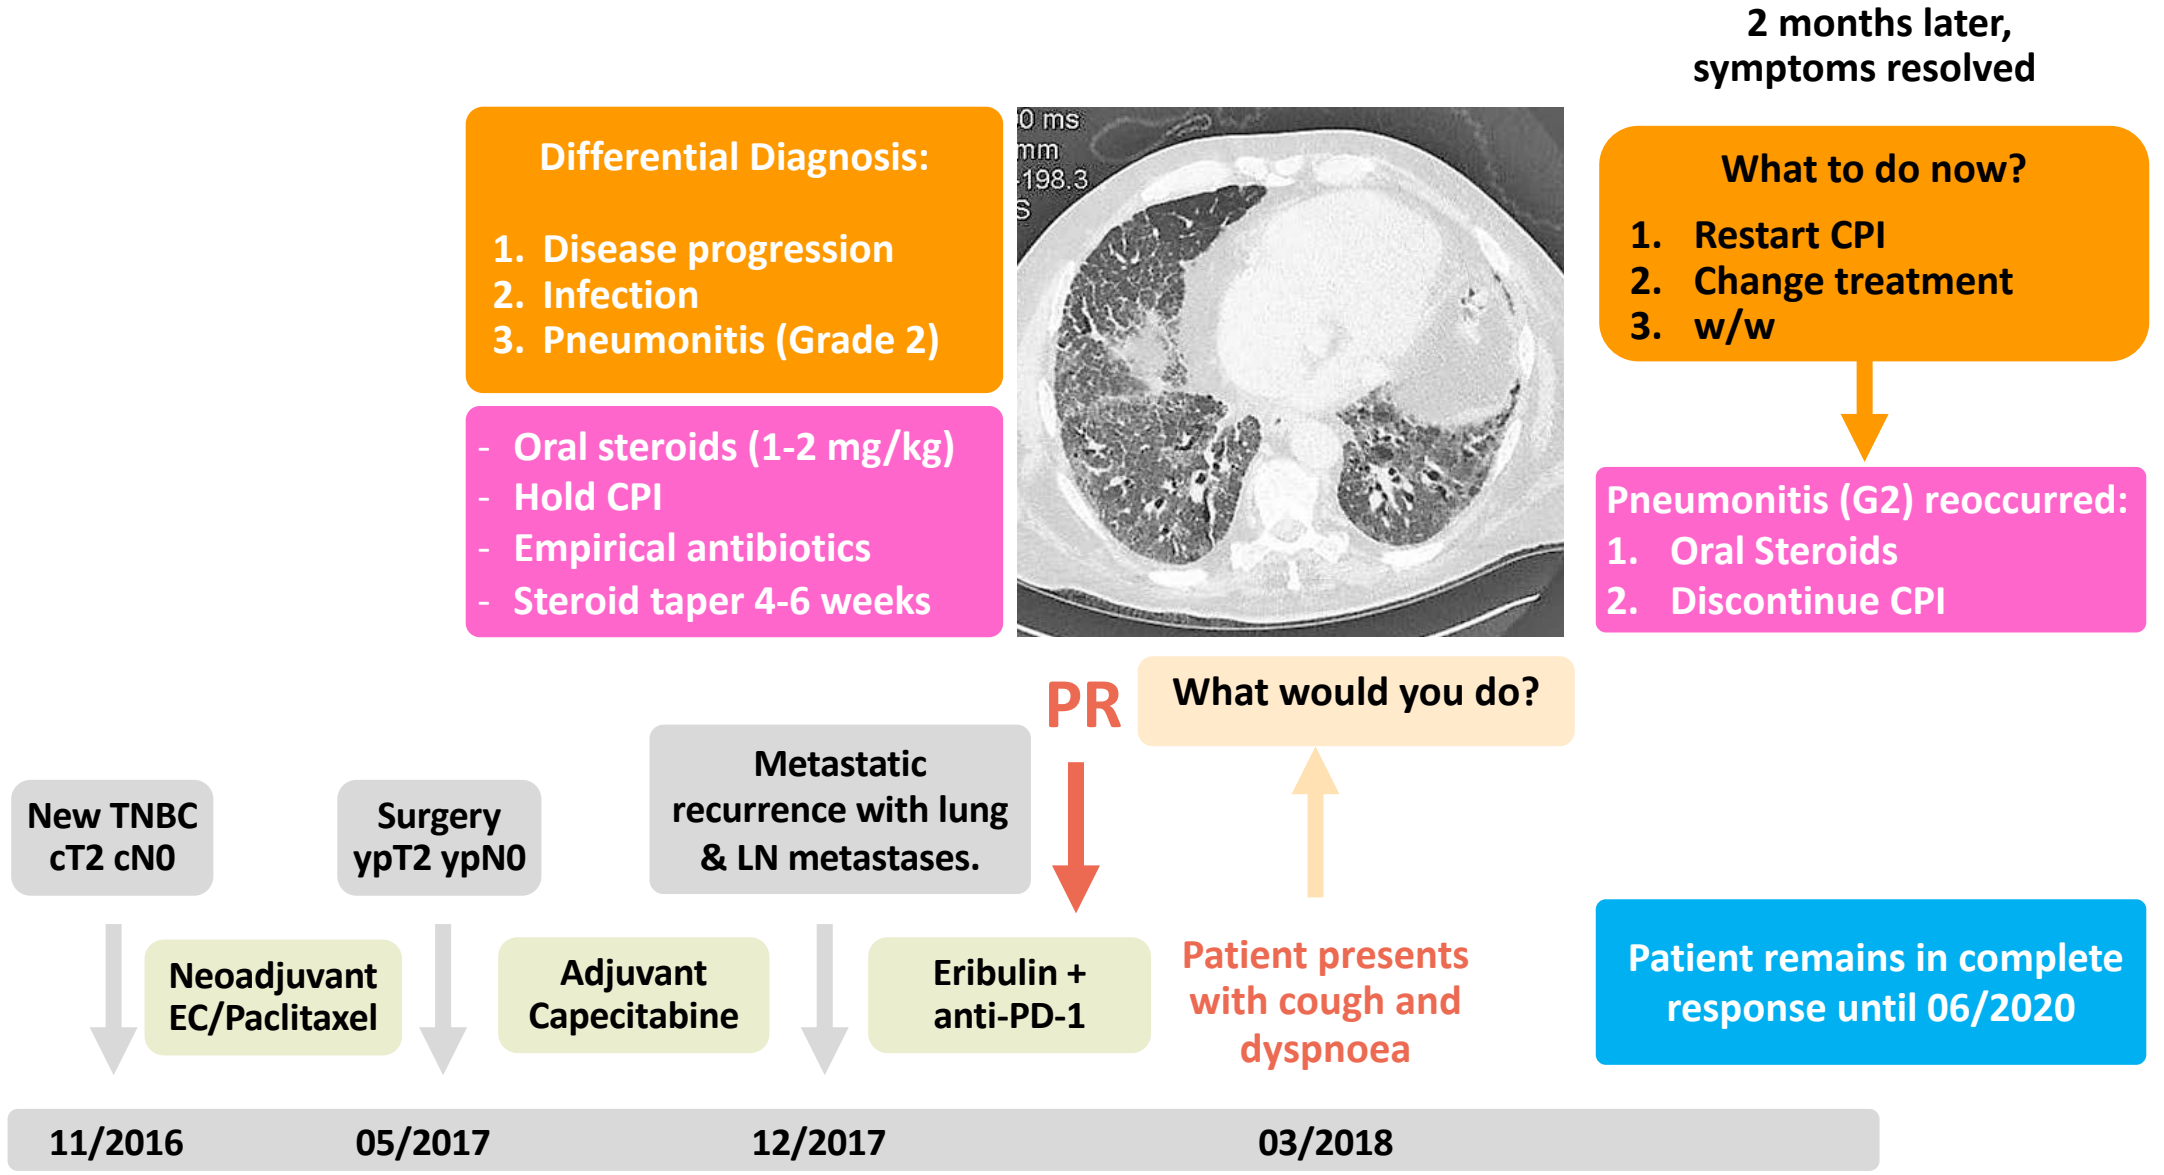 2 months later,
symptoms resolved
Differential Diagnosis:
1. Disease progression
2. Infection
3. Pneumonitis (Grade 2)
- Oral steroids (1-2 mg/kg)
- Hold CPI
- Empirical antibiotics
- Steroid taper 4-6 weeks
0 ms
mm
-198.3
S
What to do now?
1. Restart CPI
2. Change treatment
3. w/w
Pneumonitis (G2) reoccurred:
1. Oral Steroids
2. Discontinue CPI
PR
What would you do?
New TNBC
cT2 cN0
Surgery
ypT2 ypN0
Metastatic
recurrence with lung
& LN metastases.
Neoadjuvant
EC/Paclitaxel
Adjuvant
Capecitabine
Eribulin +
anti-PD-1
Patient presents
with cough and
dyspnoea
Patient remains in complete
response until 06/2020
11/2016
05/2017
12/2017
03/2018